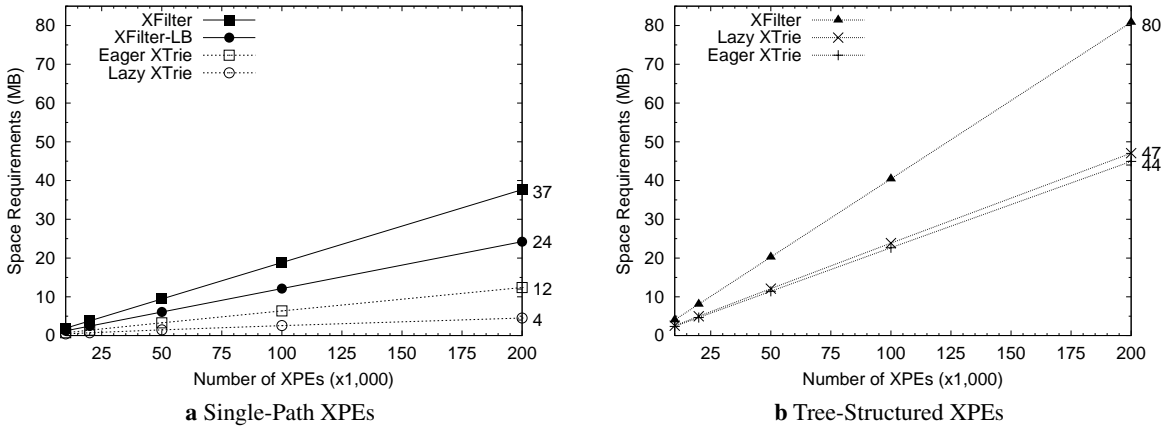 85
80
70
60
50
40
30
20
10
0
Space Requirements (MB)
XFilter
XFilter-LB
Eager XTrie
Lazy XTrie
37
24
12
4
25 50 75 100 125 150 175 200
Number of XPEs (x1,000)
a Single-Path XPEs
85
80
70
60
50
40
30
20
10
0
Space Requirements (MB)
XFilter
Lazy XTrie
Eager XTrie
80
47
44
25 50 75 100 125 150 175 200
Number of XPEs (x1,000)
b Tree-Structured XPEs